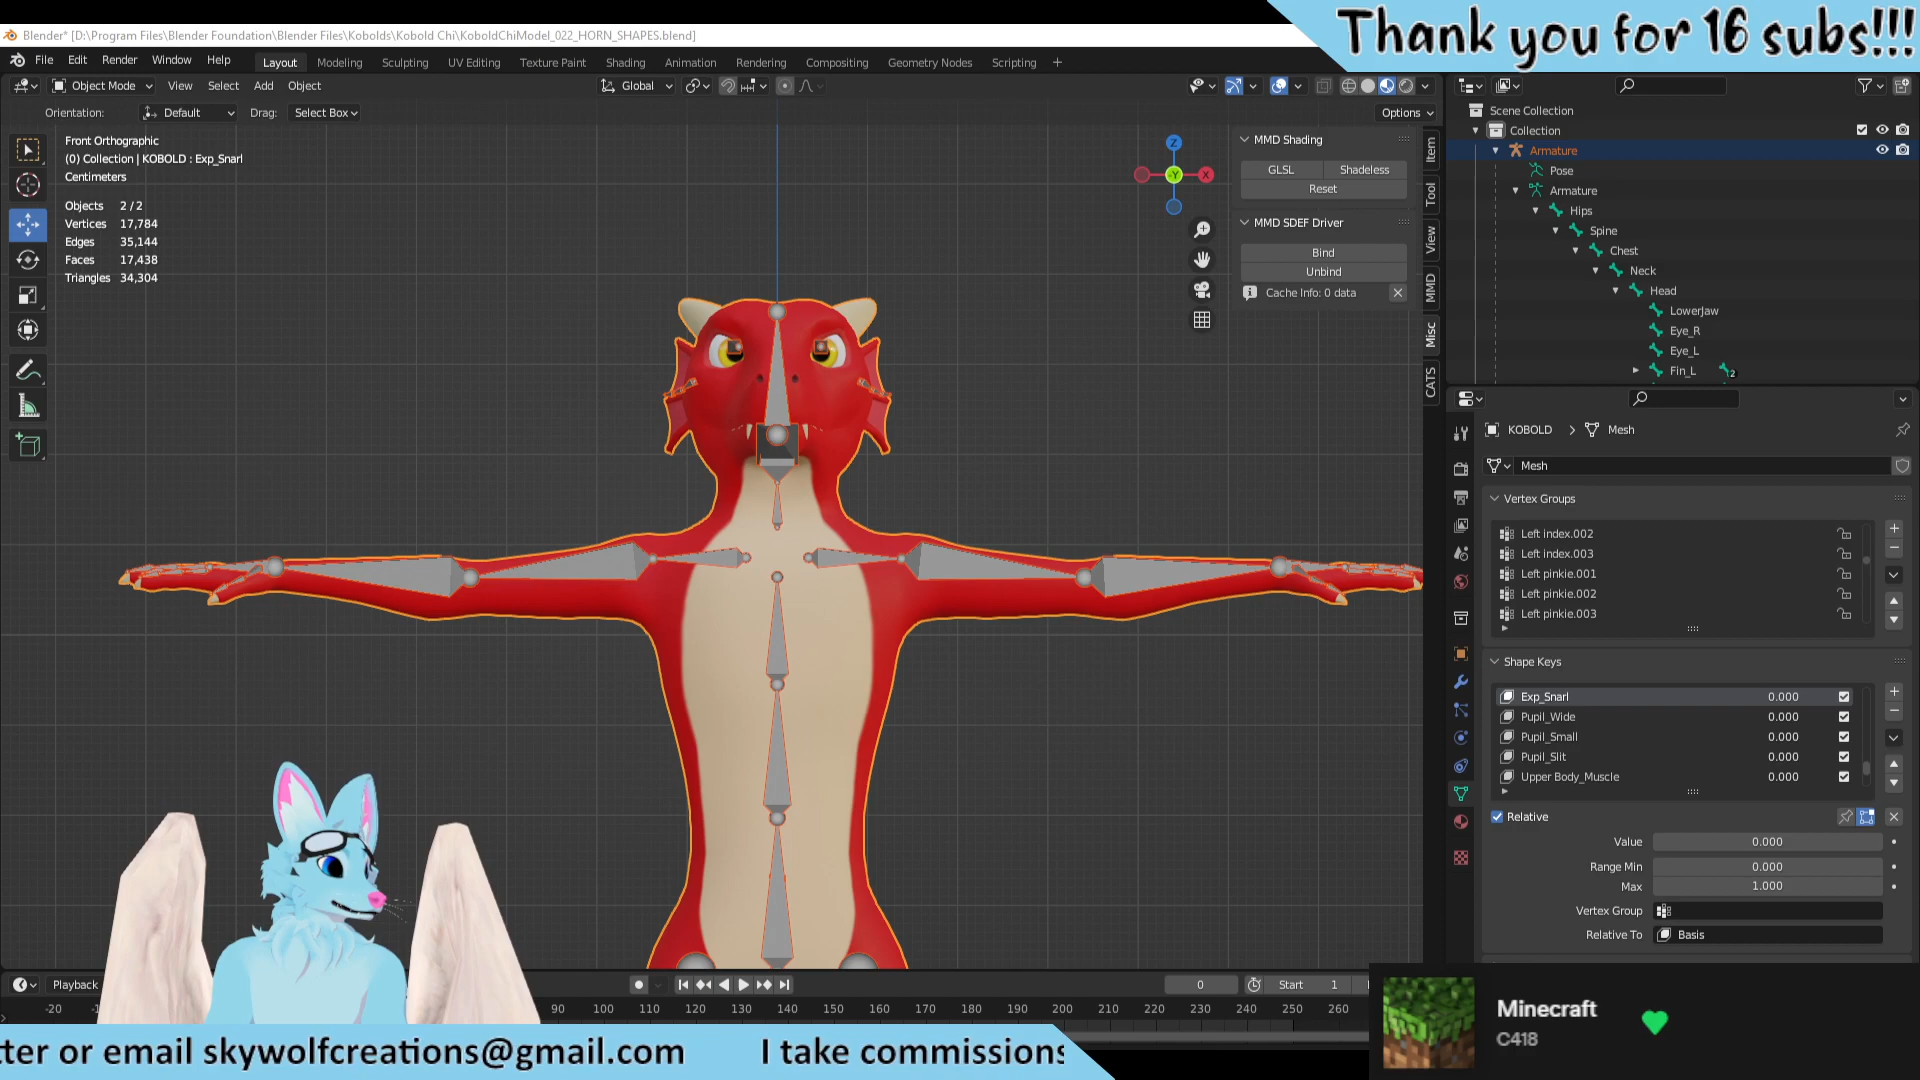 Thank you for 16 subs!!!
Blender* [D:\Program Files\Blender Foundation\Blender Files\Kobolds\Kobold Chi\KoboldChiModel_022_HORN_SHAPES.blend]
File Edit Render Window Help Layout Modeling Sculpting UV Editing Texture Paint Shading Animation Rendering Compositing Geometry Nodes Scripting +
Object Mode View Select Add Object Global
Orientation: Default Drag: Select Box Options
Front Orthographic
(0) Collection | KOBOLD : Exp_Snarl
Centimeters
Objects 2 / 2
Vertices 17,784
Edges 35,144
Faces 17,438
Triangles 34,304
Z
-Y
X
MMD Shading
GLSL Shadeless
Reset
MMD SDEF Driver
Bind
Unbind
Cache Info: 0 data
Item
Tool
View
MMD
Misc
CATS
Scene Collection
Collection
Armature
Pose
Armature
Hips
Spine
Chest
Neck
Head
LowerJaw
Eye_R
Eye_L
Fin_L 2
KOBOLD > Mesh
Mesh
Vertex Groups
Left index.002
Left index.003
Left pinkie.001
Left pinkie.002
Left pinkie.003
Shape Keys
Exp_Snarl 0.000
Pupil_Wide 0.000
Pupil_Small 0.000
Pupil_Slit 0.000
Upper Body_Muscle 0.000
Relative
Value 0.000
Range Min 0.000
Max 1.000
Vertex Group
Relative To Basis
Playback 0 Start 1
-20 90 100 110 120 130 140 150 160 170 180 190 200 210 220 230 240 250 260
Minecraft
C418
tter or email skywolfcreations@gmail.com I take commissions